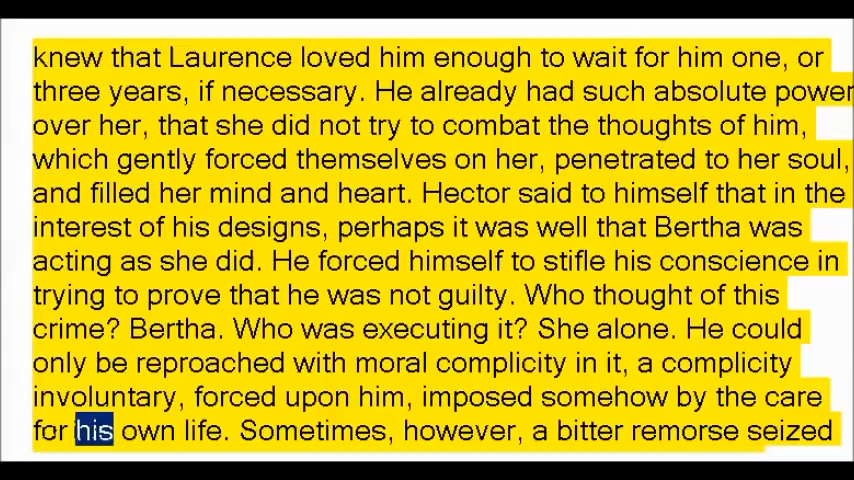 knew that Laurence loved him enough to wait for him one, or
three years, if necessary. He already had such absolute power
over her, that she did not try to combat the thoughts of him,
which gently forced themselves on her, penetrated to her soul,
and filled her mind and heart. Hector said to himself that in the
interest of his designs, perhaps it was well that Bertha was
acting as she did. He forced himself to stifle his conscience in
trying to prove that he was not guilty. Who thought of this
crime? Bertha. Who was executing it? She alone. He could
only be reproached with moral complicity in it, a complicity
involuntary, forced upon him, imposed somehow by the care
for his own life. Sometimes, however, a bitter remorse seized